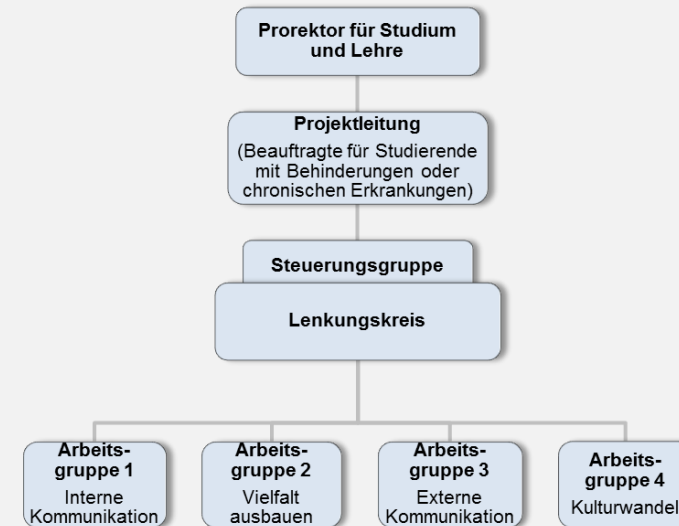 Prorektor für Studium
und Lehre
Projektleitung
(Beauftragte für Studierende
mit Behinderungen oder
chronischen Erkrankungen)
Steuerungsgruppe
Lenkungskreis
Arbeits-
gruppe 1
Interne
Kommunikation
Arbeits-
gruppe 2
Vielfalt
ausbauen
Arbeits-
gruppe 3
Externe
Kommunikation
Arbeits-
gruppe 4
Kulturwandel